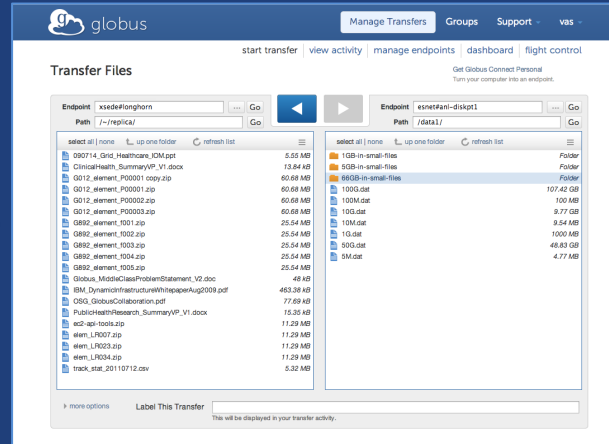 globus
Manage Transfers Groups Support vas
start transfer view activity manage endpoints dashboard flight control
Transfer Files
Get Globus Connect Personal
Turn your computer into an endpoint.
Endpoint xsede#longhorn ... Go
Path /~/replica/ Go
select all | none up one folder refresh list
090714_Grid_Healthcare_IOM.ppt 5.55 MB
ClinicalHealth_SummaryVP_V1.docx 13.84 kB
G012_element_P00001 copy.zip 60.68 MB
G012_element_P00001.zip 60.68 MB
G012_element_P00002.zip 60.68 MB
G012_element_P00003.zip 60.68 MB
G892_element_f001.zip 25.54 MB
G892_element_f002.zip 25.54 MB
G892_element_f003.zip 25.54 MB
G892_element_f004.zip 25.54 MB
G892_element_f005.zip 25.54 MB
Globus_MiddleClassProblemStatement_V2.doc 48 kB
IBM_DynamicInfrastructureWhitepaperAug2009.pdf 463.38 kB
OSG_GlobusCollaboration.pdf 77.69 kB
PublicHealthResearch_SummaryVP_V1.docx 15.35 kB
ec2-api-tools.zip 11.29 MB
elem_LR007.zip 11.29 MB
elem_LR023.zip 11.29 MB
elem_LR034.zip 11.29 MB
track_stat_20110712.csv 5.32 MB
Endpoint esnet#anl-diskpt1 ... Go
Path /data1/ Go
select all | none up one folder refresh list
1GB-in-small-files Folder
5GB-in-small-files Folder
66GB-in-small-files Folder
100G.dat 107.42 GB
100M.dat 100 MB
10G.dat 9.77 GB
10M.dat 9.54 MB
1G.dat 1000 MB
50G.dat 48.83 GB
5M.dat 4.77 MB
more options Label This Transfer
This will be displayed in your transfer activity.